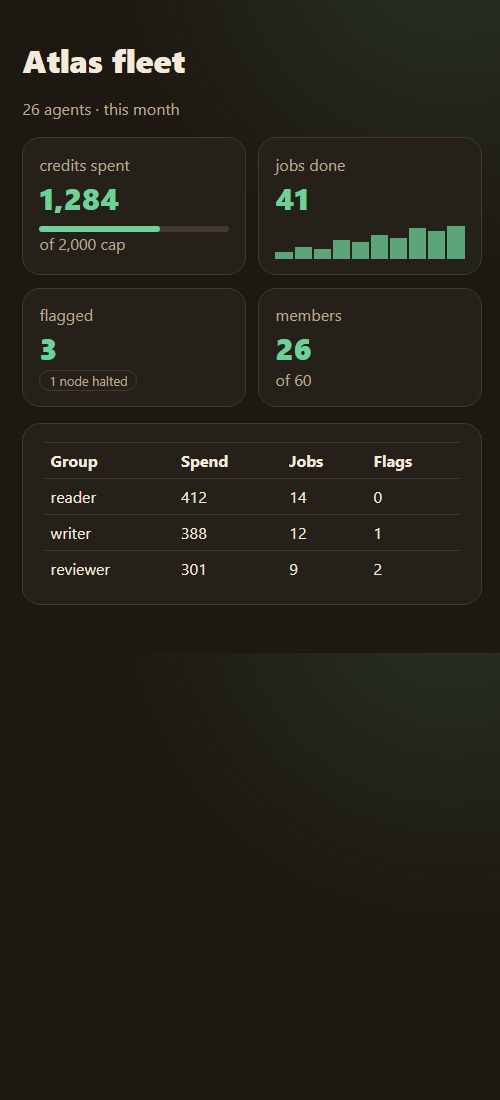 Atlas fleet
26 agents · this month
credits spent
1,284
of 2,000 cap
jobs done
41
flagged
3
1 node halted
members
26
of 60
Group Spend Jobs Flags
reader 412 14 0
writer 388 12 1
reviewer 301 9 2